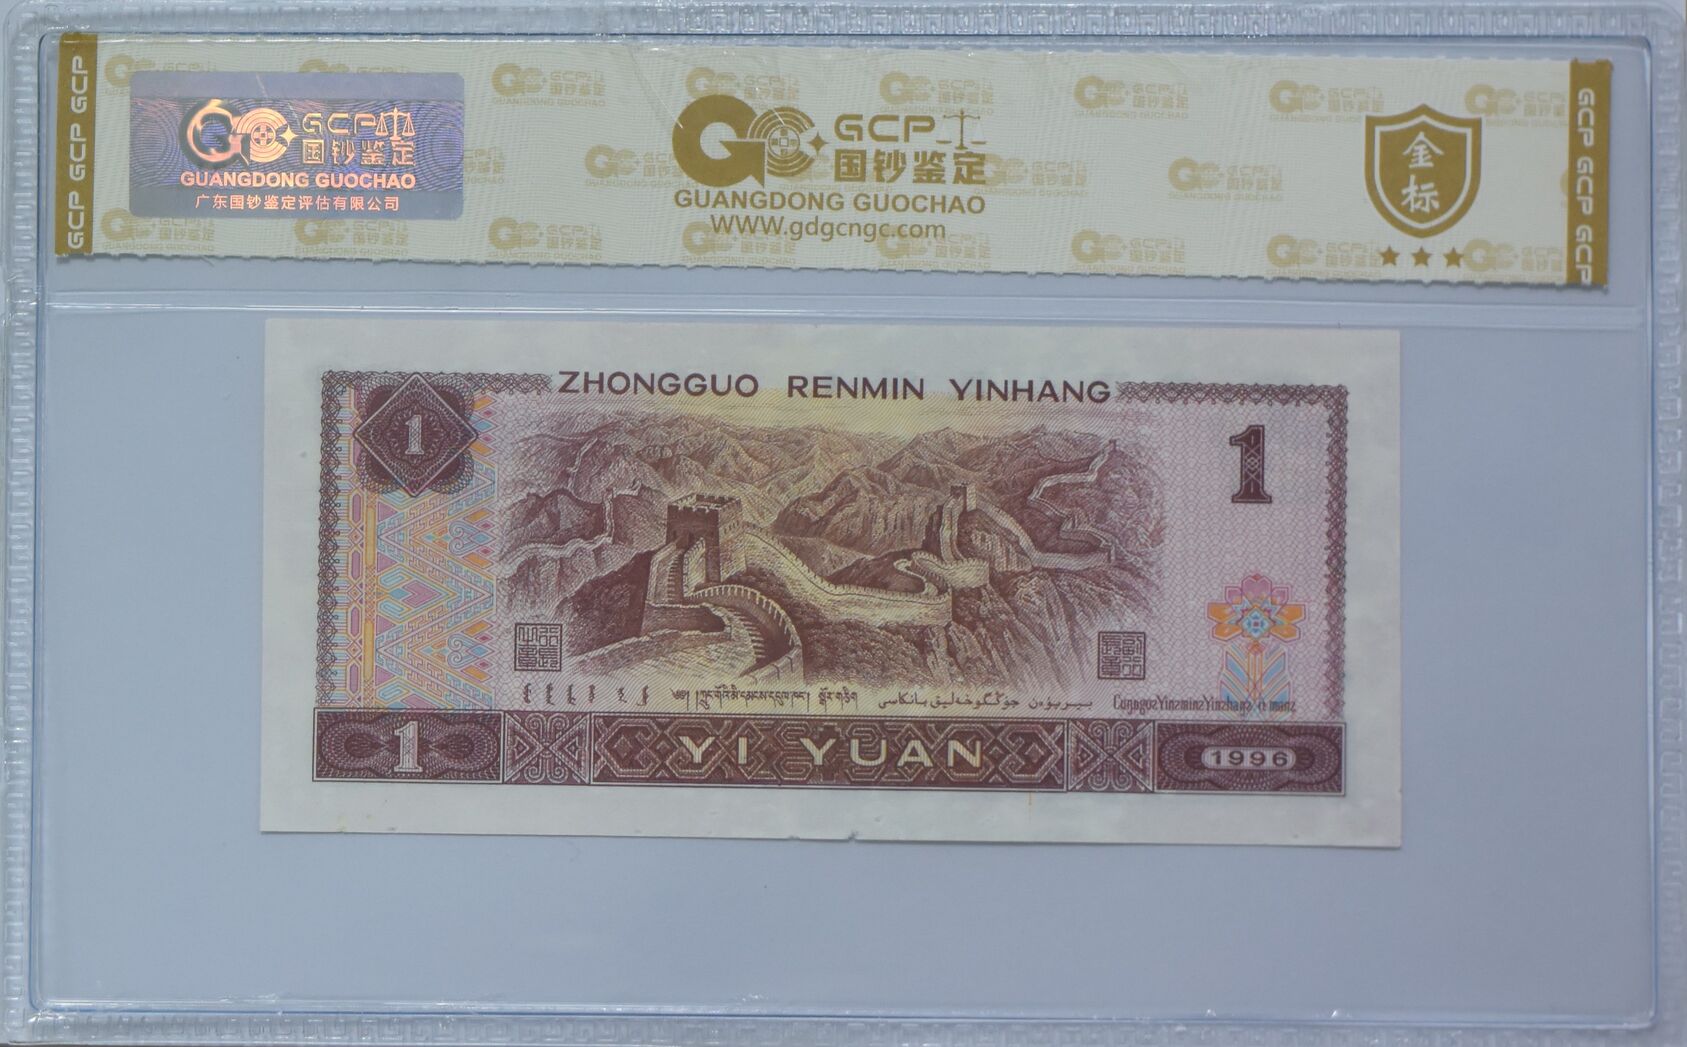 GCP GCP GCP
GCP
国钞鉴定
GUANGDONG GUOCHAO
广东国钞鉴定评估有限公司
GCP
国钞鉴定
GUANGDONG GUOCHAO
WWW.gdgcngc.com
金标
GCP GCP GCP
ZHONGGUO RENMIN YINHANG
1
1
1
YI YUAN
1996